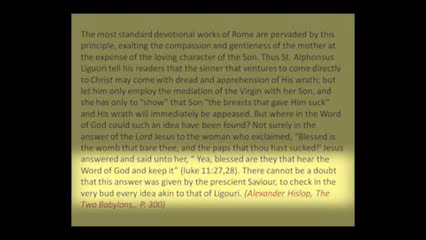 The most standard devotional works of Rome are pervaded by this
principle, exalting the compassion and gentleness of the mother at
the expense of the loving character of the Son. Thus St. Alphonsus
Liguori tell his readers that the sinner that ventures to come directly
to Christ may come with dread and apprehension of His wrath; but
let him only employ the mediation of the Virgin with her Son, and
she has only to “show” that Son “the breasts that gave Him suck”
and His wrath will immediately be appeased. But where in the Word
of God could such an idea have been found? Not surely in the
answer of the Lord Jesus to the woman who exclaimed, “Blessed is
the womb that bare thee, and the paps that thou hast sucked!’ Jesus
answered and said unto her, “ Yea, blessed are they that hear the
Word of God and keep it” (luke 11:27,28). There cannot be a doubt
that this answer was given by the prescient Saviour, to check in the
very bud every idea akin to that of Ligouri. (Alexander Hislop, The
Two Babylons,. P. 300)